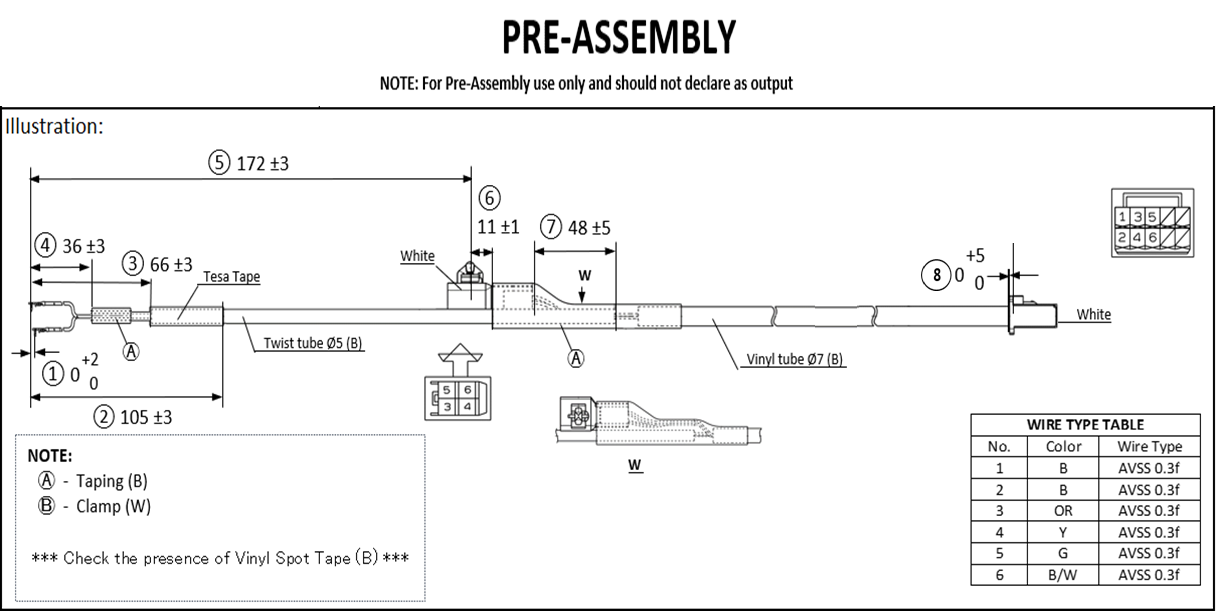 PRE-ASSEMBLY
NOTE: For Pre-Assembly use only and should not declare as output
Illustration:
⑤ 172 ±3
⑥
11 ±1
⑦ 48 ±5
④ 36 ±3
③ 66 ±3
Tesa Tape
White
W
⑧ 0 +5 0
1 3 5
2 4 6
White
Ⓐ
Twist tube Ø5 (B)
Ⓐ
Vinyl tube Ø7 (B)
① 0 +2 0
② 105 ±3
5 6
3 4
W
NOTE:
Ⓐ - Taping (B)
Ⓑ - Clamp (W)
*** Check the presence of Vinyl Spot Tape (B) ***
WIRE TYPE TABLE
No. Color Wire Type
1 B AVSS 0.3f
2 B AVSS 0.3f
3 OR AVSS 0.3f
4 Y AVSS 0.3f
5 G AVSS 0.3f
6 B/W AVSS 0.3f